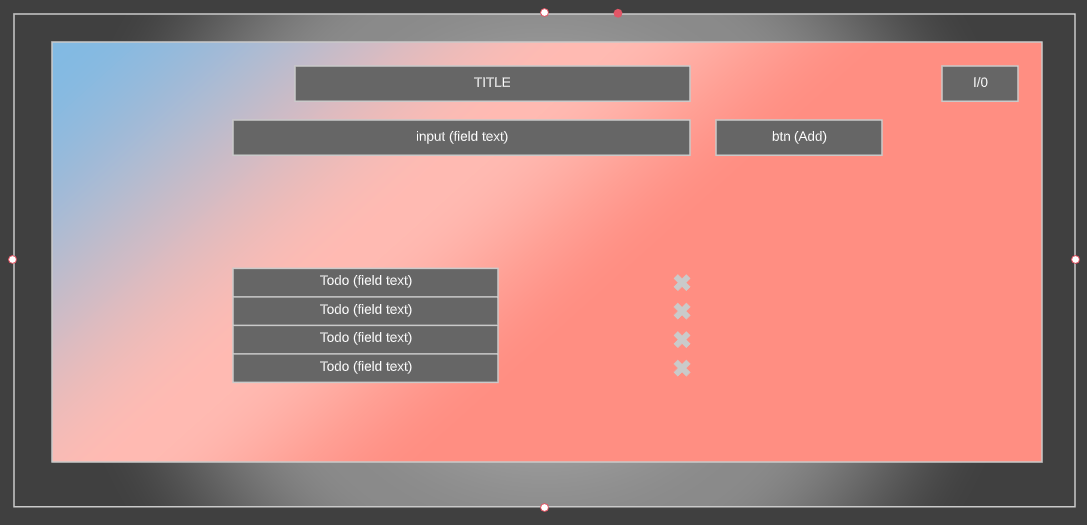 TITLE
I/0
input (field text)
btn (Add)
Todo (field text)
Todo (field text)
Todo (field text)
Todo (field text)